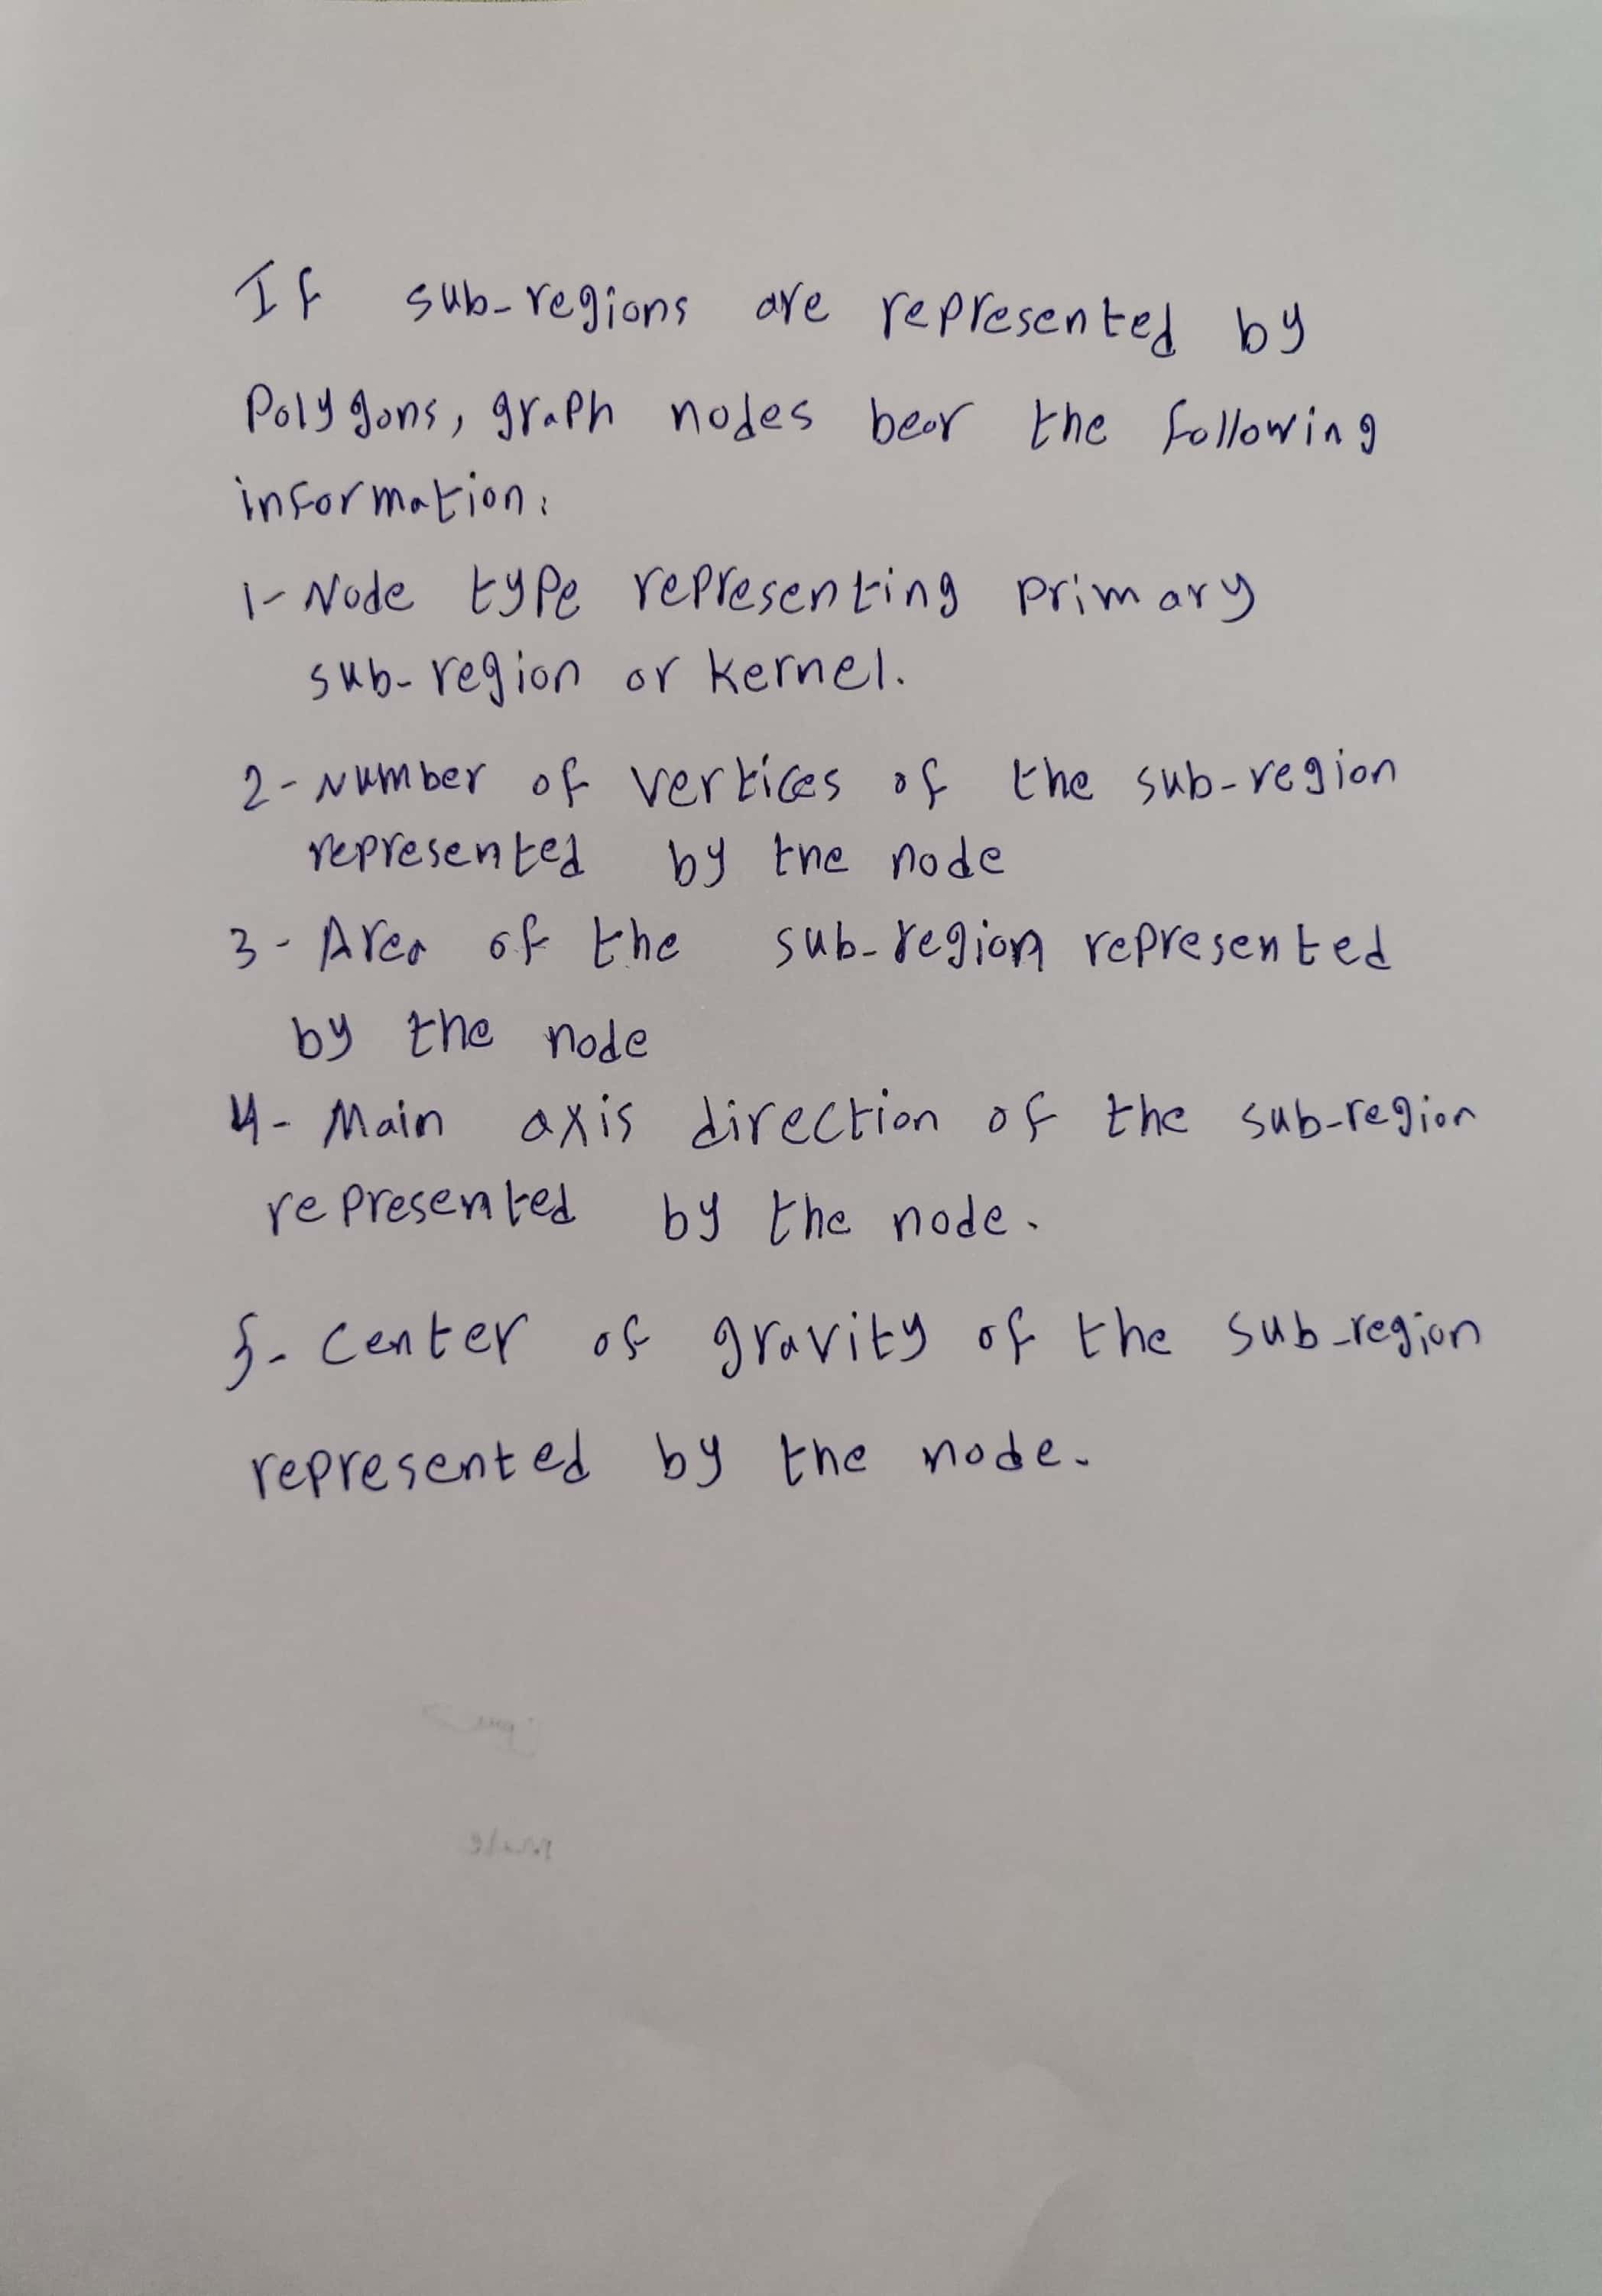 If sub-regions are represented by
Polygons, graph nodes bear the following
information:
1- Node type representing primary
sub-region or kernel.
2- Number of vertices of the sub-region
represented by the node
3- Area of the sub-region represented
by the node
4- Main axis direction of the sub-region
represented by the node.
5- Center of gravity of the sub-region
represented by the node.